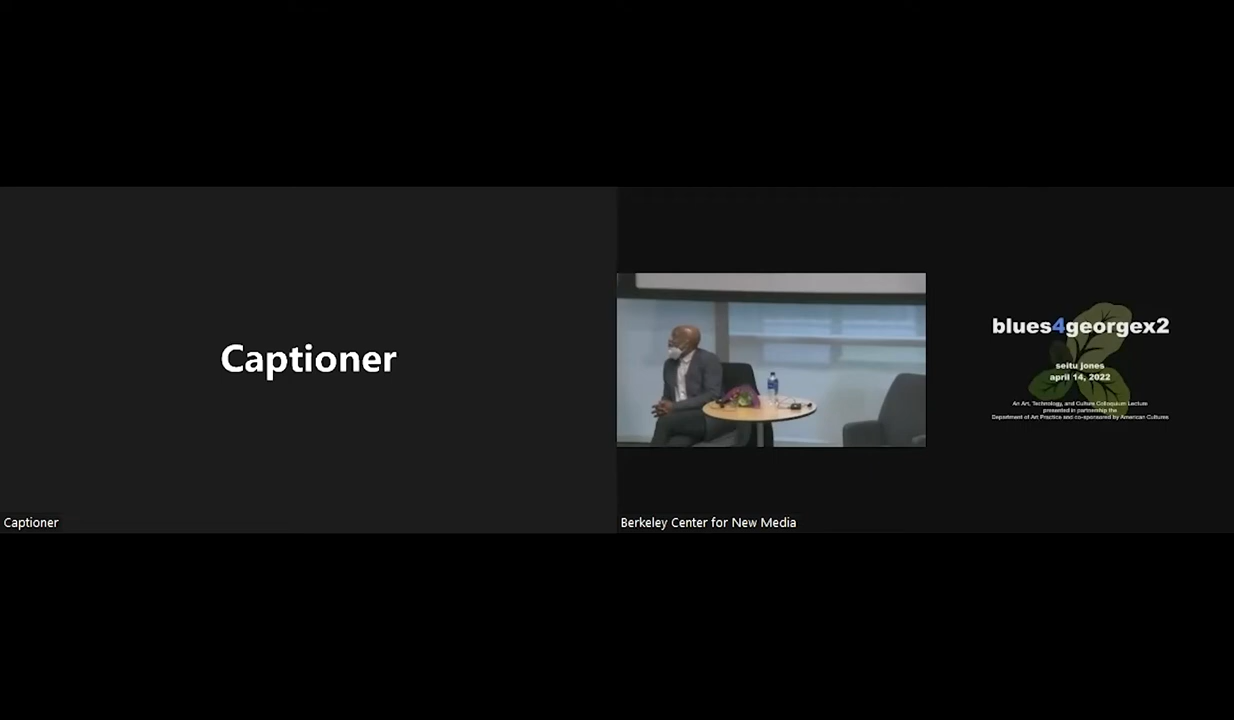 Captioner
Captioner
blues4georgex2
seitu jones
april 14, 2022
An Art, Technology, and Culture Colloquium Lecture
presented in partnership the
Department of Art Practice and co-sponsored by American Cultures
Berkeley Center for New Media